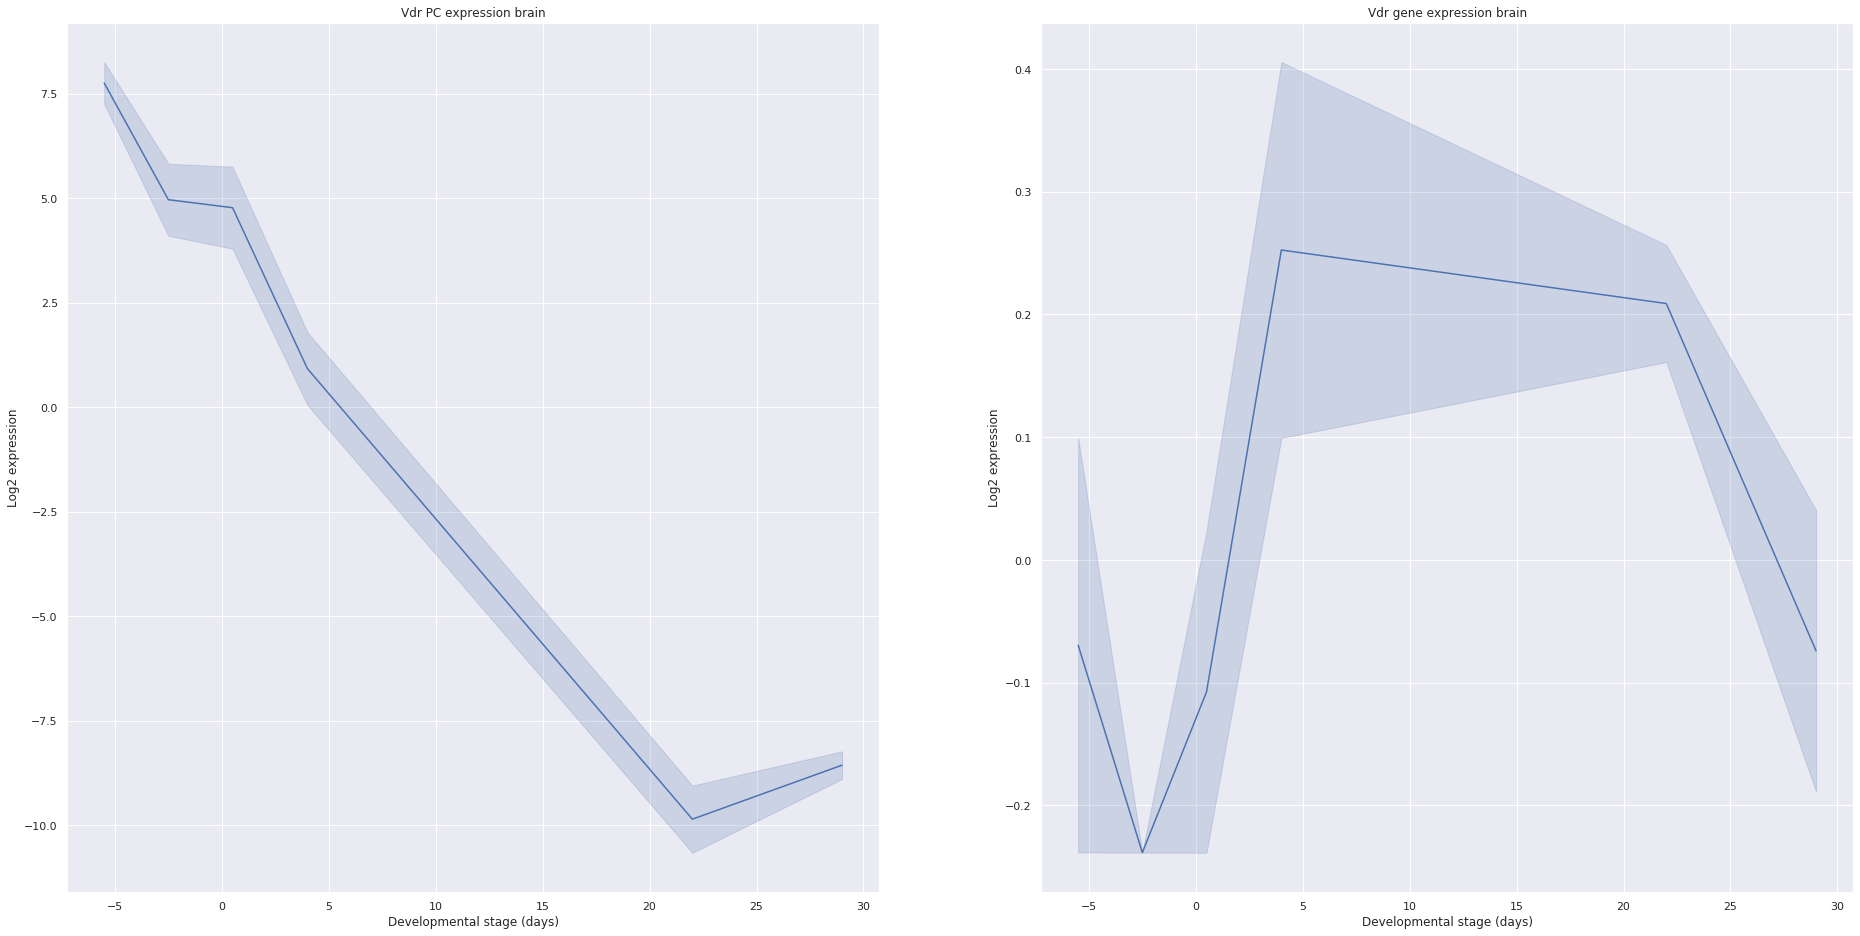 Vdr PC expression brain
Log2 expression
7.5
5.0
2.5
0.0
−2.5
−5.0
−7.5
−10.0
−5 0 5 10 15 20 25 30
Developmental stage (days)
Vdr gene expression brain
Log2 expression
0.4
0.3
0.2
0.1
0.0
−0.1
−0.2
−5 0 5 10 15 20 25 30
Developmental stage (days)